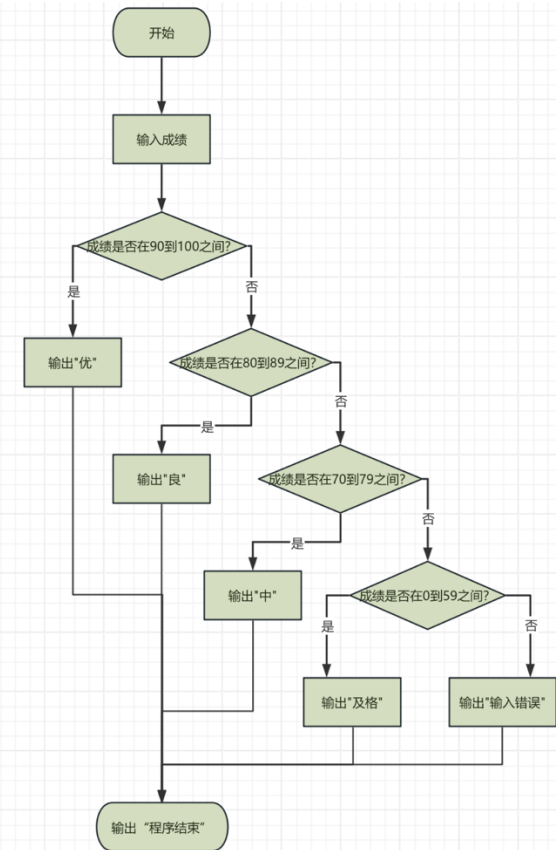 开始
输入成绩
成绩是否在90到100之间?
是
否
输出"优"
成绩是否在80到89之间?
否
是
输出"良"
成绩是否在70到79之间?
否
是
输出"中"
成绩是否在0到59之间?
是
否
输出"及格"
输出"输入错误"
输出“程序结束”